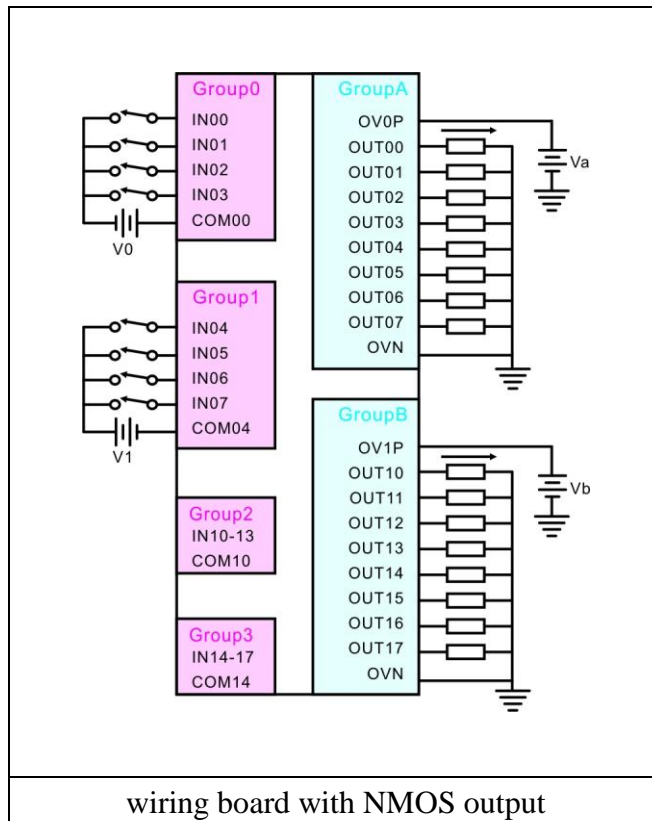 Group0
IN00
IN01
IN02
IN03
COM00
V0
Group1
IN04
IN05
IN06
IN07
COM04
V1
Group2
IN10-13
COM10
Group3
IN14-17
COM14
GroupA
OV0P
OUT00
OUT01
OUT02
OUT03
OUT04
OUT05
OUT06
OUT07
OVN
Va
GroupB
OV1P
OUT10
OUT11
OUT12
OUT13
OUT14
OUT15
OUT16
OUT17
OVN
Vb
wiring board with NMOS output